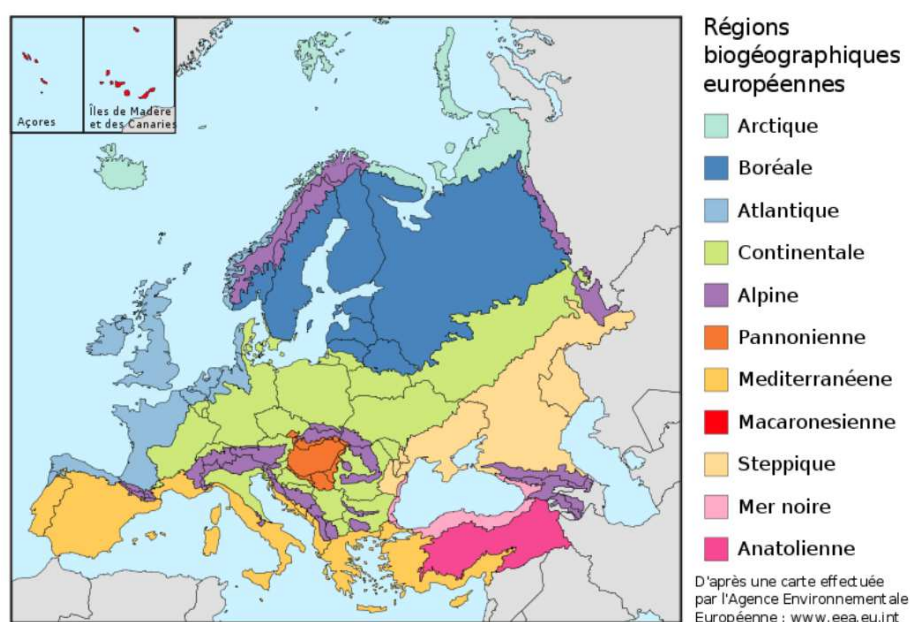 Açores
Îles de Madère
et des Canaries
Régions
biogéographiques
européennes
Arctique
Boréale
Atlantique
Continentale
Alpine
Pannonienne
Mediterranéene
Macaronesienne
Steppique
Mer noire
Anatolienne
D'après une carte effectuée
par l'Agence Environnementale
Européenne : www.eea.eu.int